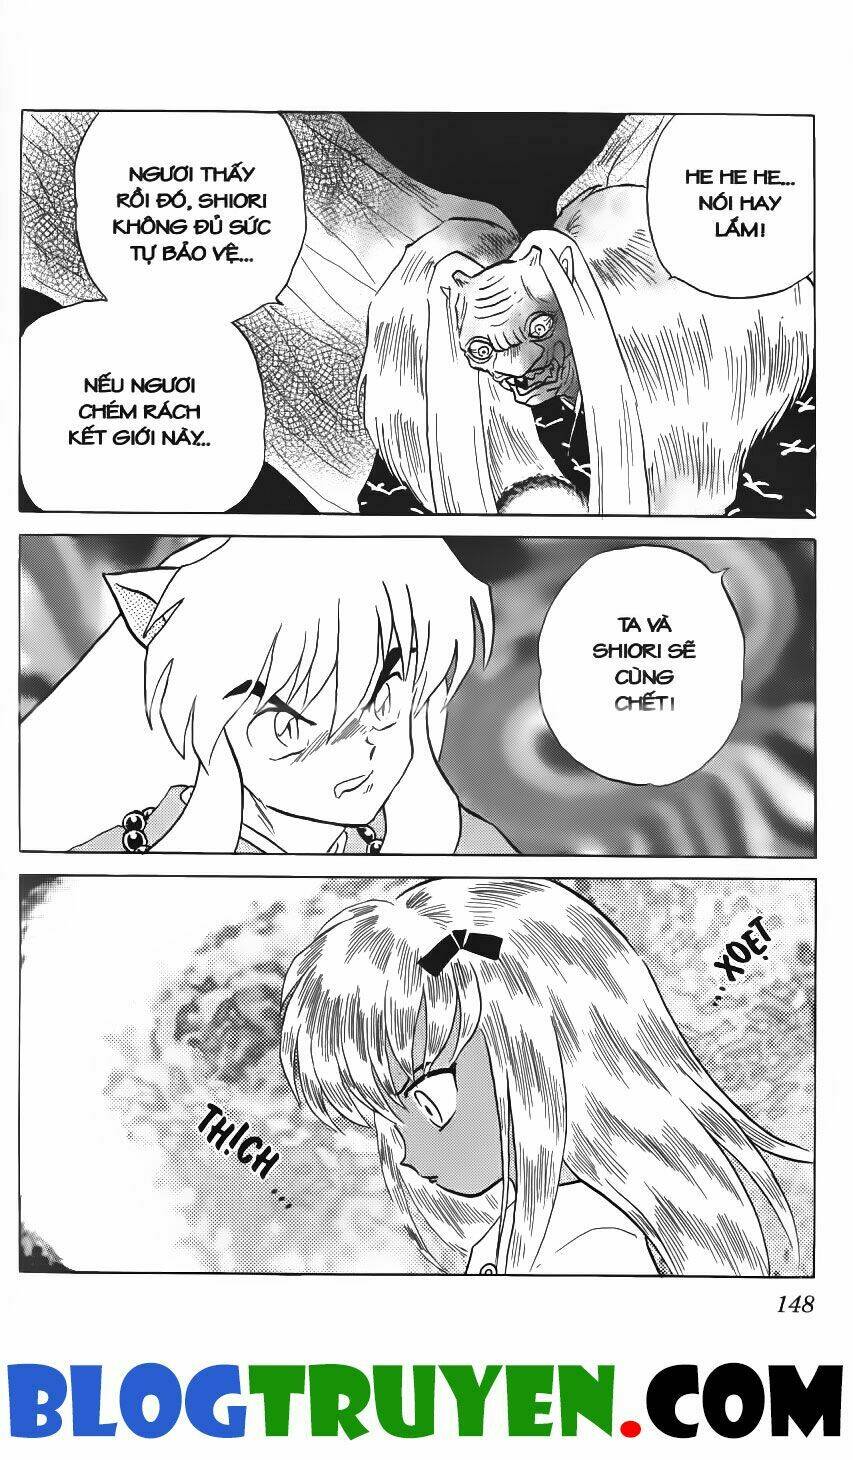 HE HE HE...
NÓI HAY
LẮM!
NGƯƠI THẤY
RỒI ĐÓ, SHIORI
KHÔNG ĐỦ SỨC
TỰ BẢO VỆ...
NẾU NGƯƠI
CHÉM RÁCH
KẾT GIỚI NÀY...
TA VÀ
SHIORI SẼ
CÙNG
CHẾT!
...XOẸT
THỊCH...
148
BLOGTRUYEN.COM